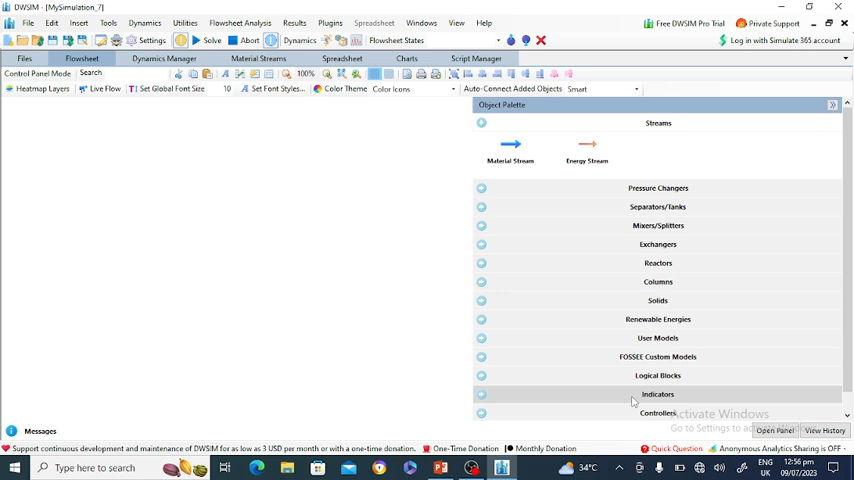 DWSIM - [MySimulation_7]
File Edit Insert Tools Dynamics Utilities Flowsheet Analysis Results Plugins Spreadsheet Windows View Help Free DWSIM Pro Trial Private Support
Settings Solve Abort Dynamics Flowsheet States Log in with Simulate 365 account
Files Flowsheet Dynamics Manager Material Streams Spreadsheet Charts Script Manager
Control Panel Mode Search 100%
Heatmap Layers Live Flow Set Global Font Size 10 Set Font Styles... Color Theme Color Icons Auto-Connect Added Objects Smart
Object Palette
Streams
Material Stream Energy Stream
Pressure Changers
Separators/Tanks
Mixers/Splitters
Exchangers
Reactors
Columns
Solids
Renewable Energies
User Models
FOSSEE Custom Models
Logical Blocks
Indicators
Controllers
Activate Windows
Go to Settings to activate
Messages Open Panel View History
Support continuous development and maintenance of DWSIM for as low as 3 USD per month or with a one-time donation. One-Time Donation Monthly Donation Quick Question Anonymous Analytics Sharing is OFF
Type here to search 34°C ENG 12:56 pm
UK 09/07/2023